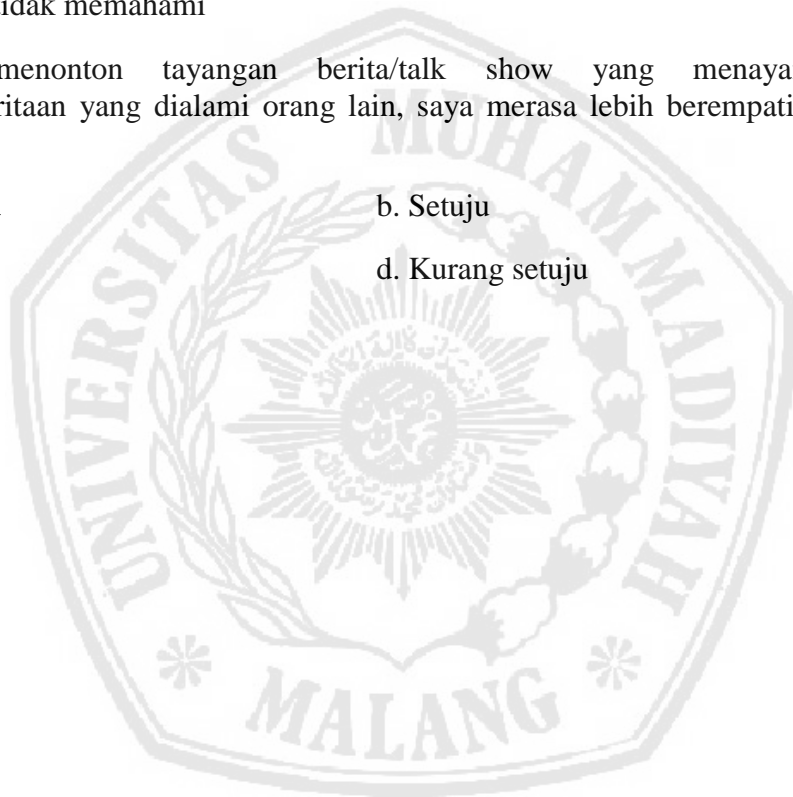 tidak memahami
menonton tayangan berita/talk show yang menaya
ritaan yang dialami orang lain, saya merasa lebih berempati
b. Setuju
d. Kurang setuju
UNIVERSITAS MUHAMMADIYAH
MALANG